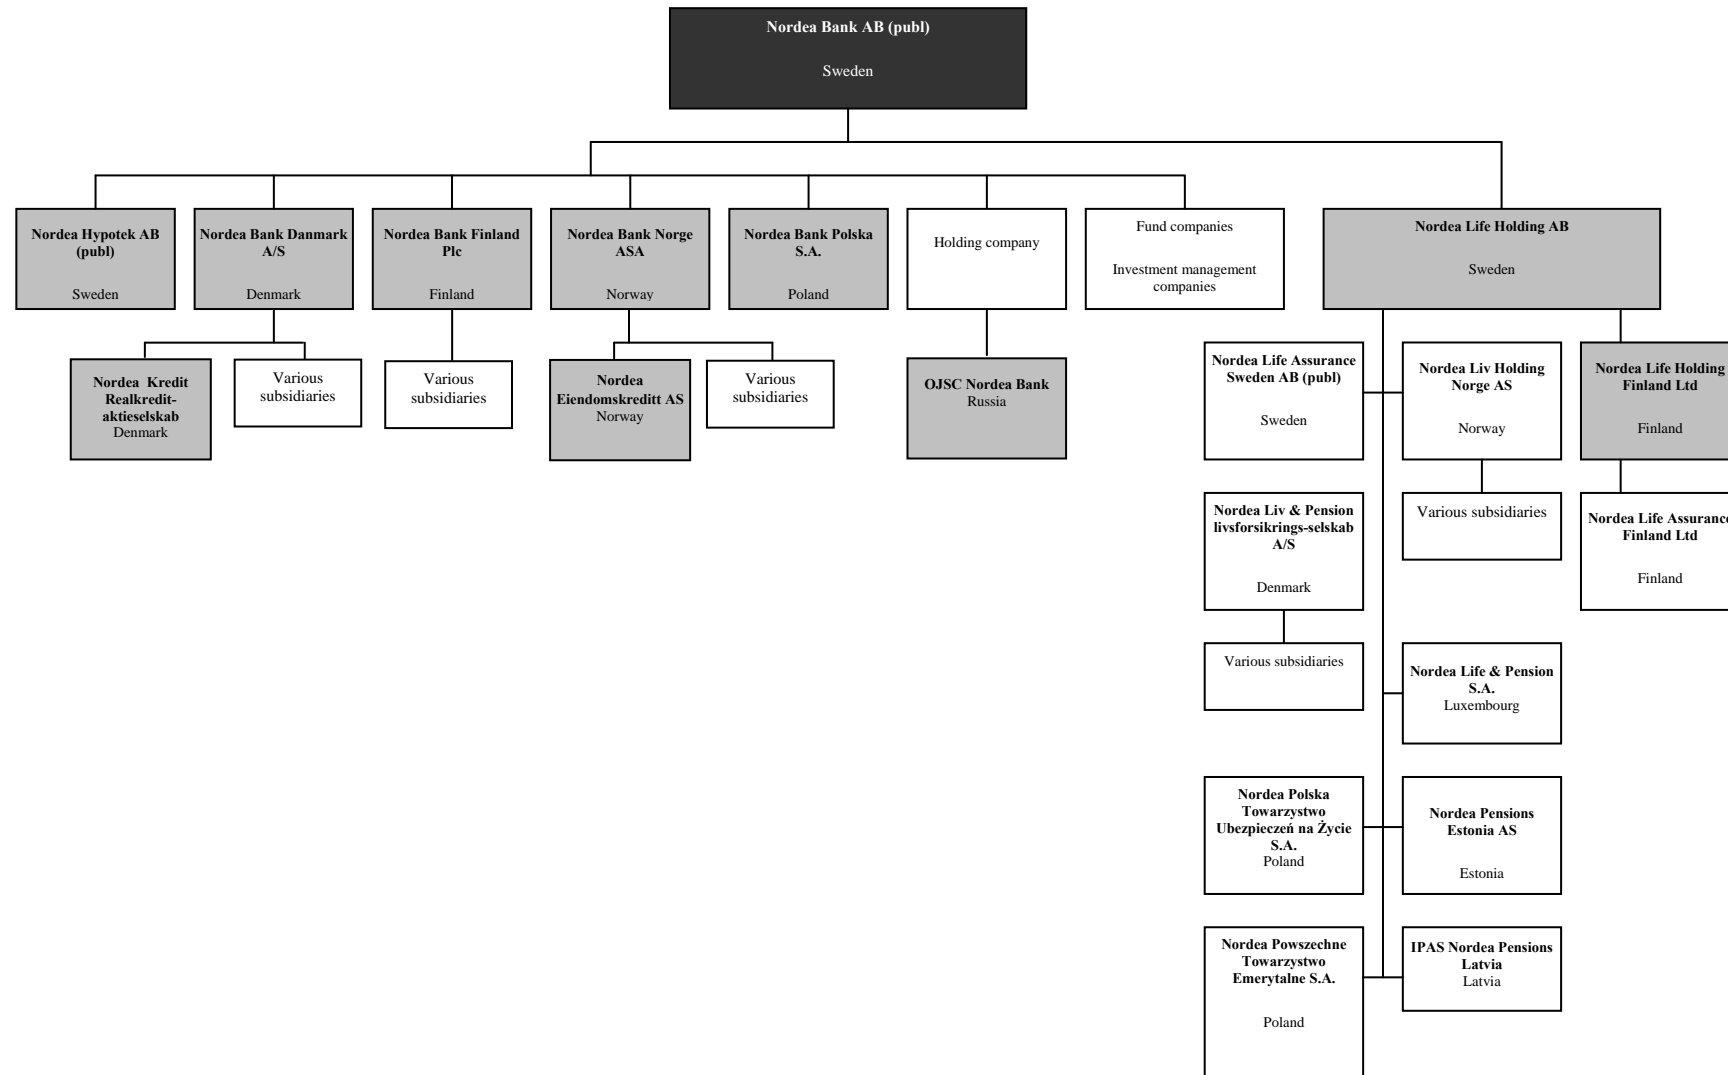 Nordea Bank AB (publ)
Sweden
Nordea Hypotek AB
(publ)
Sweden
Nordea Bank Danmark
A/S
Denmark
Nordea Bank Finland
Plc
Finland
Nordea Bank Norge
ASA
Norway
Nordea Bank Polska
S.A.
Poland
Holding company
Fund companies
Investment management
companies
Nordea Life Holding AB
Sweden
Nordea Kredit
Realkredit-
aktieselskab
Denmark
Various
subsidiaries
Various
subsidiaries
Nordea
Eiendomskreditt AS
Norway
Various
subsidiaries
OJSC Nordea Bank
Russia
Nordea Life Assurance
Sweden AB (publ)
Sweden
Nordea Liv Holding
Norge AS
Norway
Nordea Life Holding
Finland Ltd
Finland
Nordea Liv & Pension
livsforsikrings-selskab
A/S
Denmark
Various subsidiaries
Nordea Life Assurance
Finland Ltd
Finland
Various subsidiaries
Nordea Life & Pension
S.A.
Luxembourg
Nordea Polska
Towarzystwo
Ubezpieczeń na Życie
S.A.
Poland
Nordea Pensions
Estonia AS
Estonia
Nordea Powszechne
Towarzystwo
Emerytalne S.A.
Poland
IPAS Nordea Pensions
Latvia
Latvia